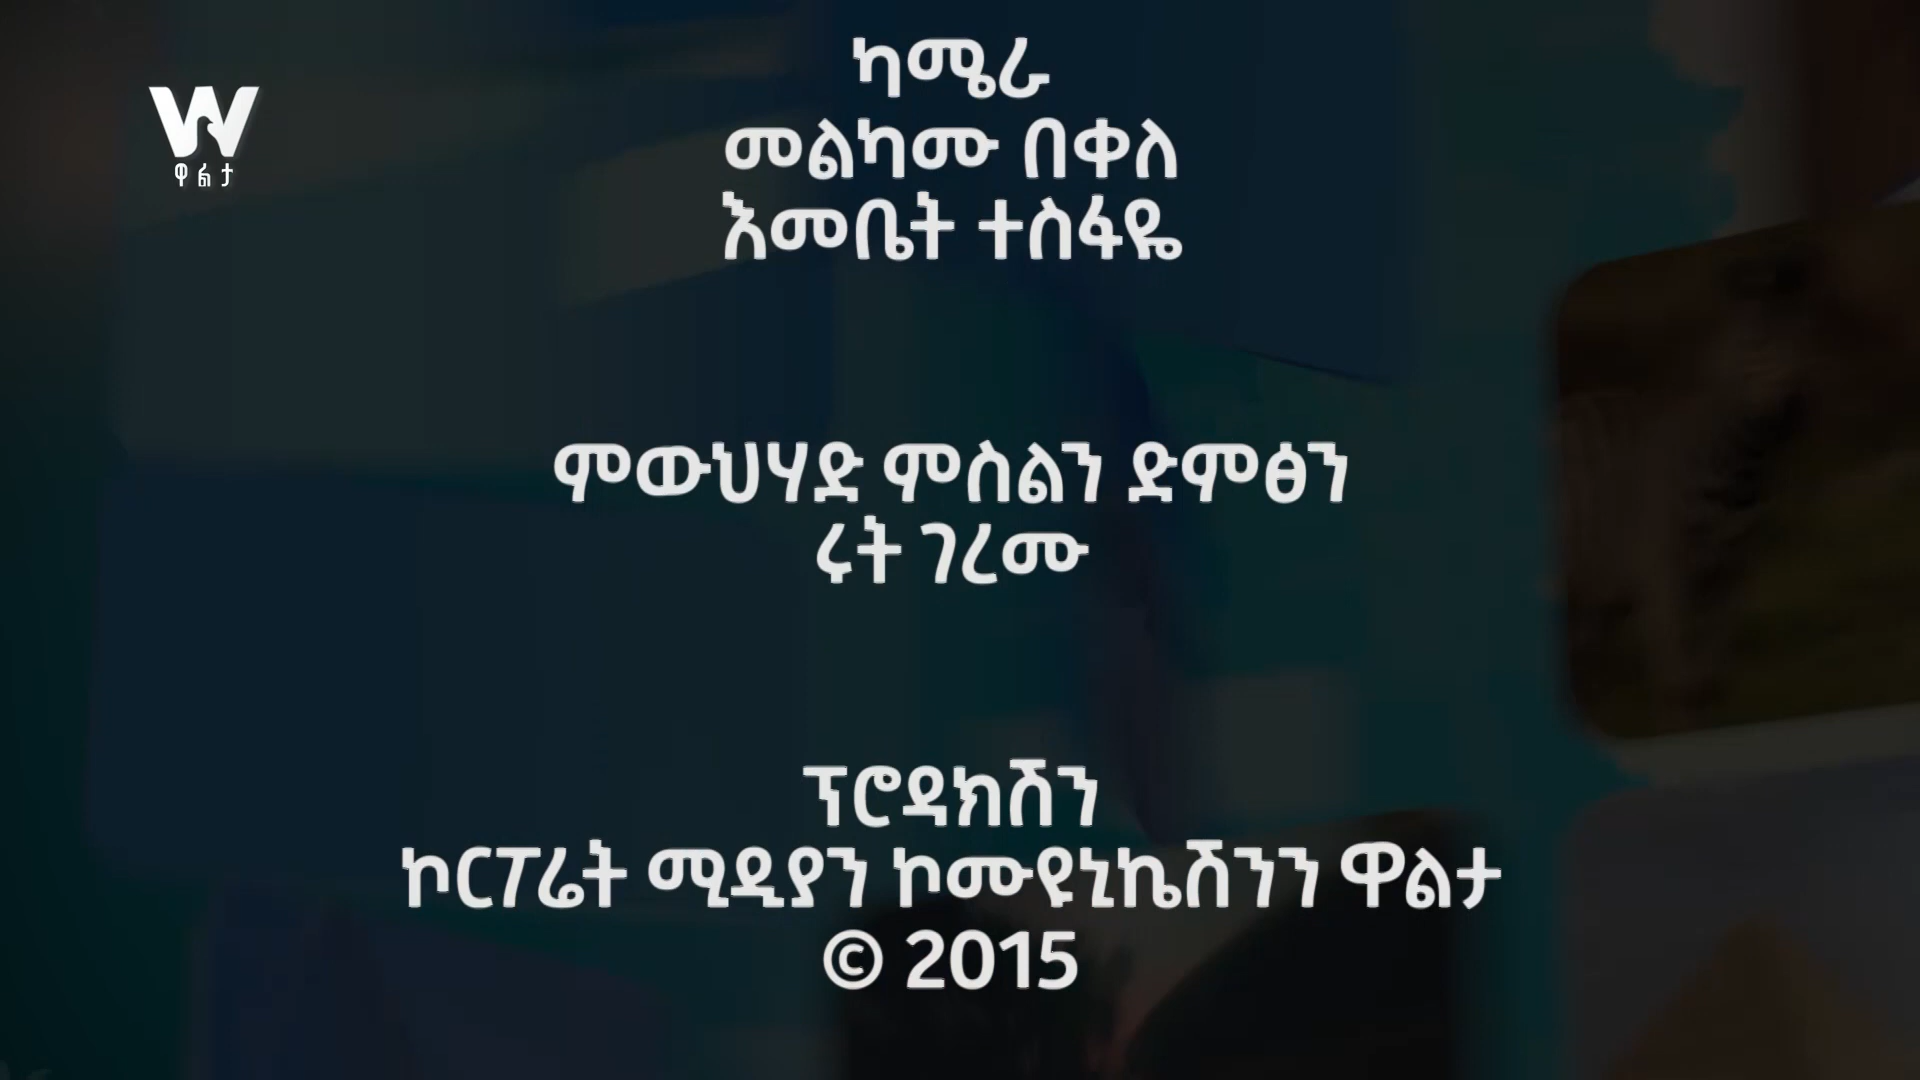 ዋልታ
ካሜራ
መልካሙ በቀለ
እመቤት ተስፋዬ
ምውህሃድ ምስልን ድምፅን
ሩት ገረሙ
ፕሮዳክሽን
ኮርፖሬት ሚዲያን ኮሙዩኒኬሽንን ዋልታ
© 2015